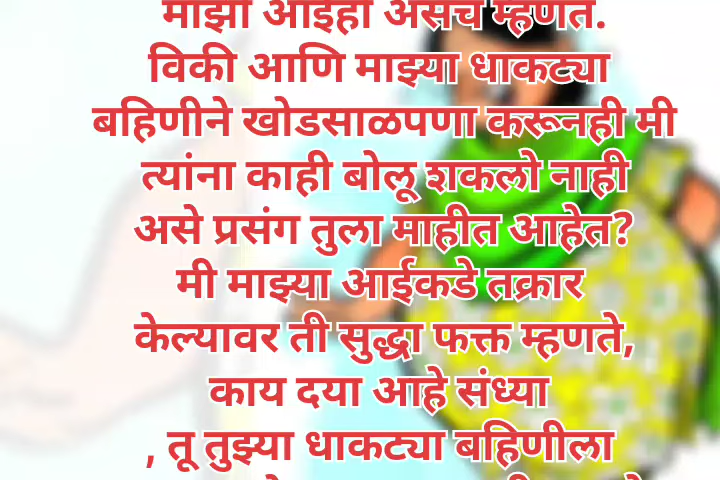 माझी आईही असेच म्हणते.
विकी आणि माझ्या धाकट्या
बहिणीने खोडसाळपणा करूनही मी
त्यांना काही बोलू शकलो नाही
असे प्रसंग तुला माहीत आहेत?
मी माझ्या आईकडे तक्रार
केल्यावर ती सुद्धा फक्त म्हणते,
काय दया आहे संध्या
, तू तुझ्या धाकट्या बहिणीला